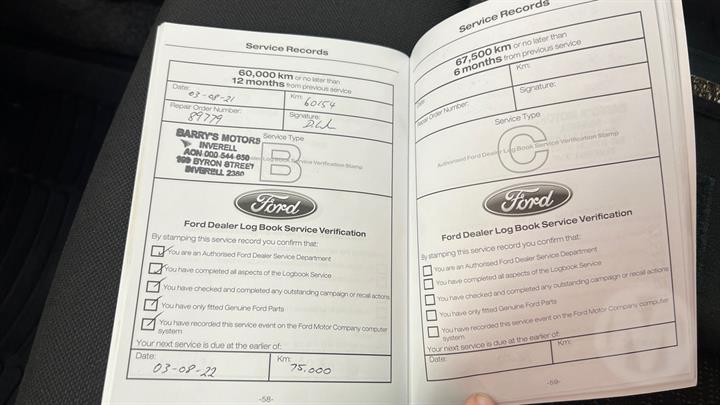 Service Records
60,000 km or no later than
12 months from previous service
Date: 03-08-21
Km: 60154
Repair Order Number: 89779
Signature:
BARRY'S MOTORS
INVERELL
BYRON STREET
INVERELL 2360
Service Type
B
Ford
Ford Dealer Log Book Service Verification
By stamping this service record you confirm that:
You are an Authorised Ford Dealer Service Department
You have completed all aspects of the Logbook Service
You have checked and completed any outstanding campaign or recall actions
You have only fitted Genuine Ford Parts
You have recorded this service event on the Ford Motor Company computer
system
Your next service is due at the earlier of:
Date: 03-08-22
Km: 75,000
-58-
Service Records
67,500 km or no later than
6 months from previous service
Date:
Km:
Repair Order Number:
Signature:
Service Type
C
Authorised Ford Dealer Log Book Service Verification Stamp
Ford
Ford Dealer Log Book Service Verification
By stamping this service record you confirm that:
You are an Authorised Ford Dealer Service Department
You have completed all aspects of the Logbook Service
You have checked and completed any outstanding campaign or recall actions
You have only fitted Genuine Ford Parts
You have recorded this service event on the Ford Motor Company computer
system
Your next service is due at the earlier of:
Date:
Km:
-59-